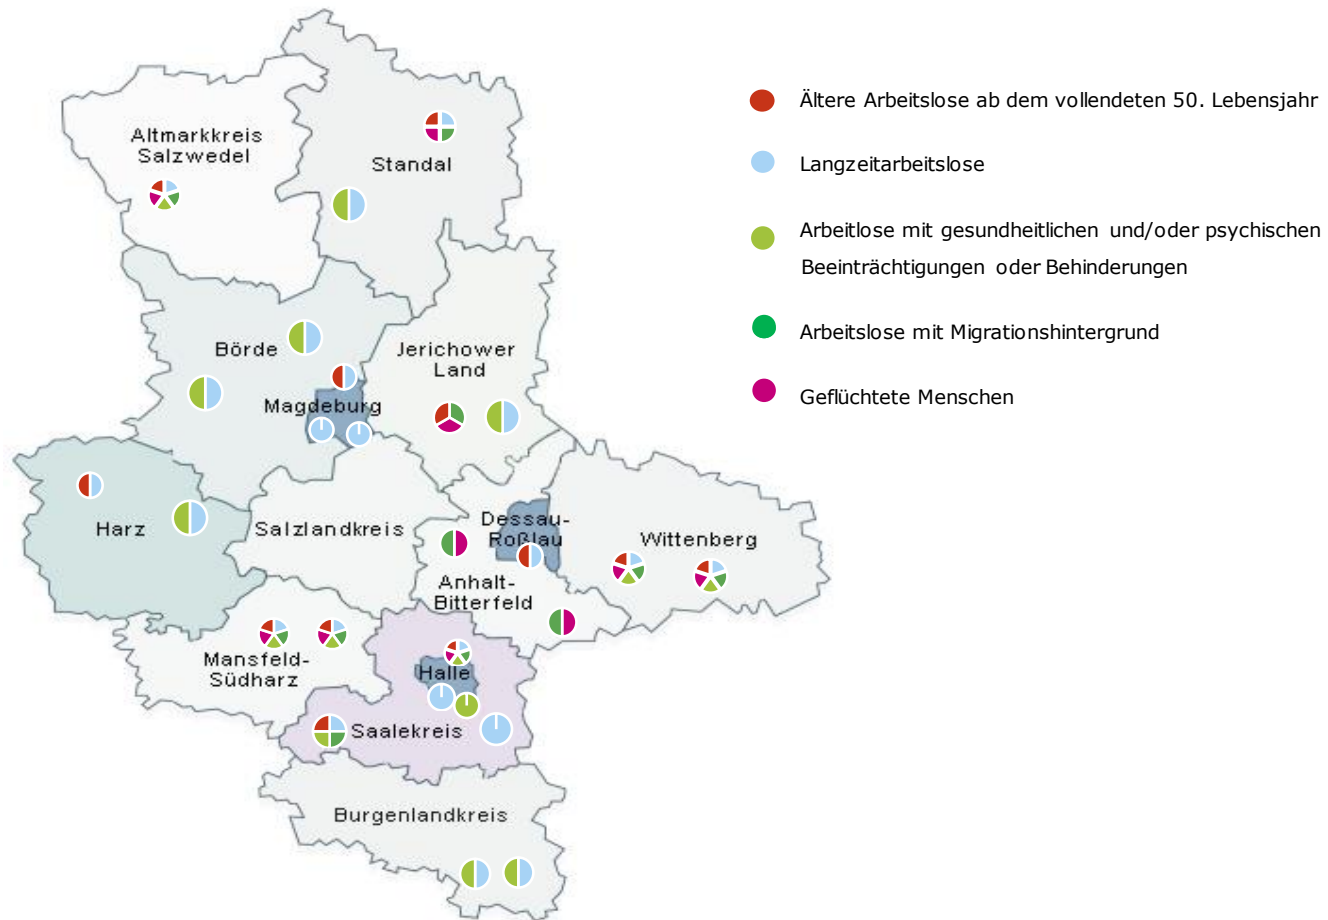 Altmarkkreis
Salzwedel
Standal
Börde
Jerichower
Land
Magdeburg
Harz
Salzlandkreis
Dessau-
Roßlau
Wittenberg
Anhalt-
Bitterfeld
Mansfeld-
Südharz
Halle
Saalekreis
Burgenlandkreis
Ältere Arbeitslose ab dem vollendeten 50. Lebensjahr
Langzeitarbeitslose
Arbeitlose mit gesundheitlichen und/oder psychischen
Beeinträchtigungen oder Behinderungen
Arbeitslose mit Migrationshintergrund
Geflüchtete Menschen